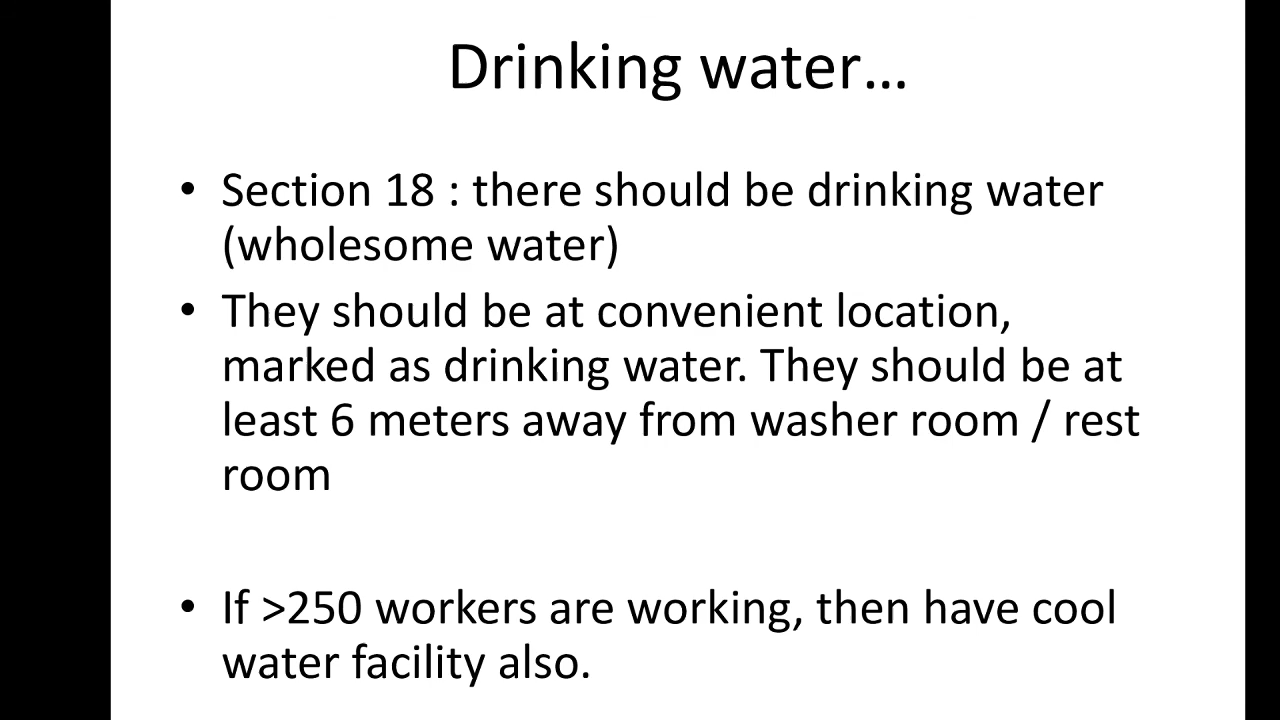 Drinking water...
• Section 18 : there should be drinking water
(wholesome water)
• They should be at convenient location,
marked as drinking water. They should be at
least 6 meters away from washer room / rest
room
• If >250 workers are working, then have cool
water facility also.